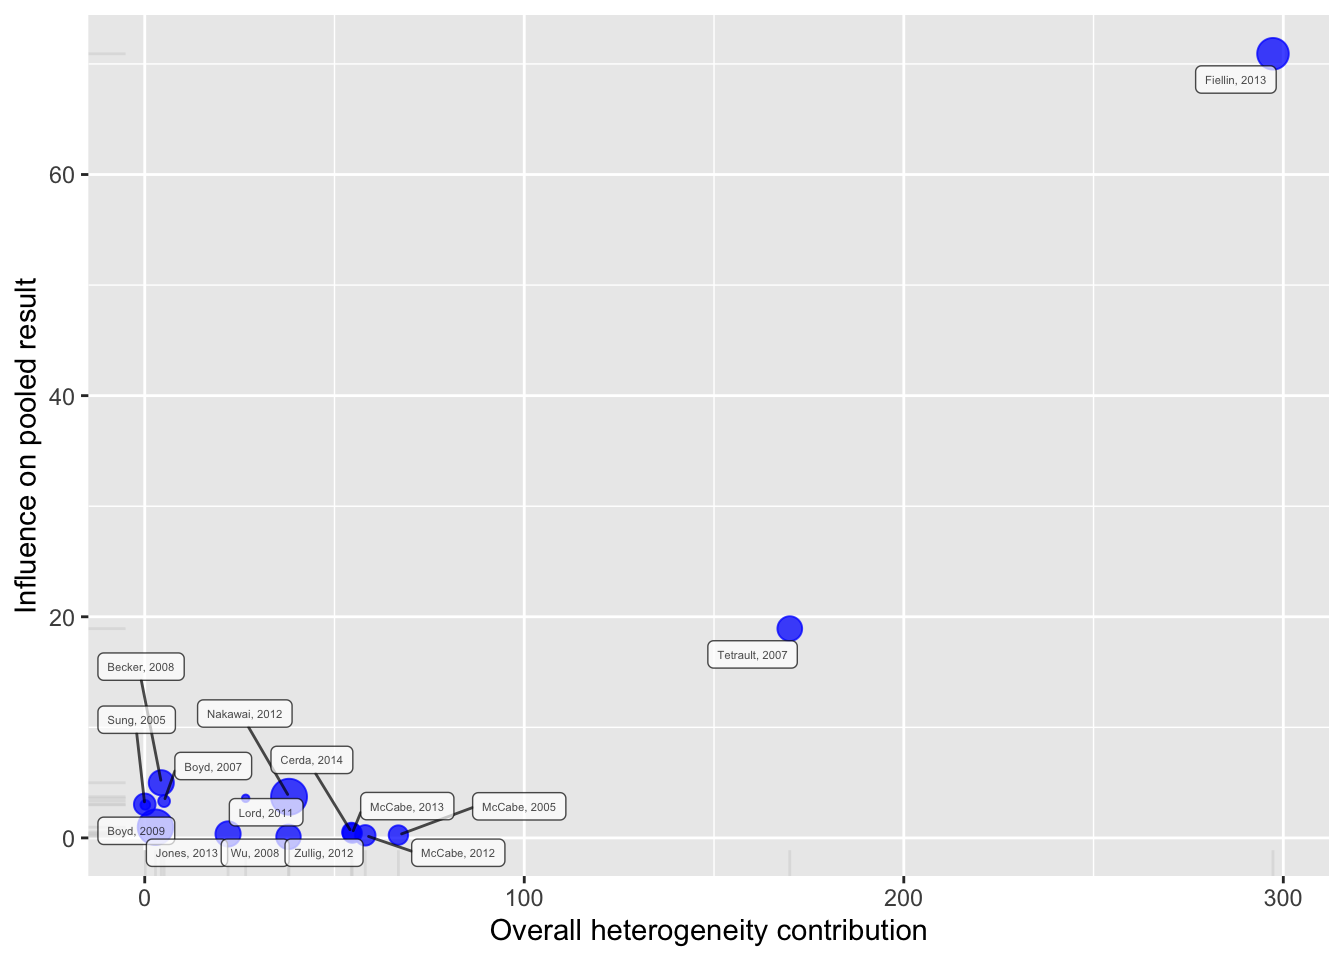 Influence on pooled result
60
40
20
0
Fiellin, 2013
Tetrault, 2007
Becker, 2008
Sung, 2005
Nakawai, 2012
Cerda, 2014
Boyd, 2007
Lord, 2011
McCabe, 2013
McCabe, 2005
Boyd, 2009
Jones, 2013
Wu, 2008
Zullig, 2012
McCabe, 2012
0
100
200
300
Overall heterogeneity contribution